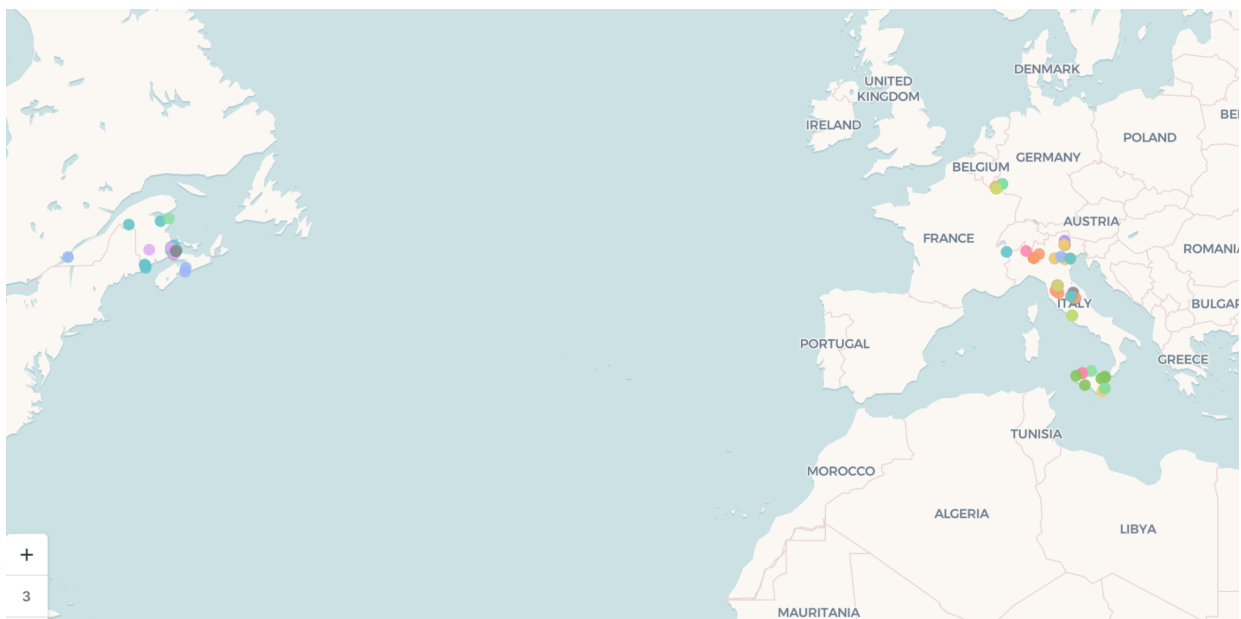 DENMARK
UNITED
KINGDOM
IRELAND
BEL
POLAND
GERMANY
BELGIUM
AUSTRIA
FRANCE
ROMANIA
ITALY
BULGAR
PORTUGAL
GREECE
TUNISIA
MOROCCO
ALGERIA
LIBYA
+
3
MAURITANIA